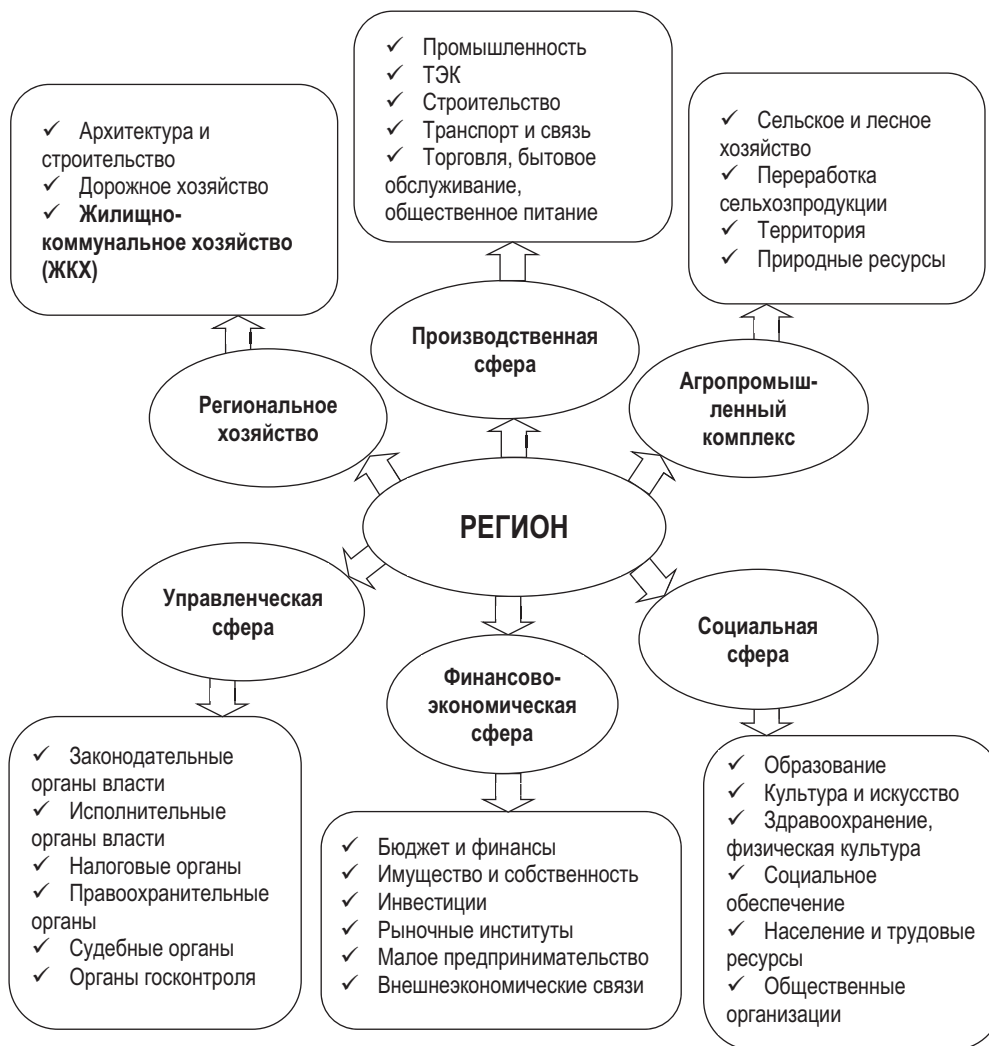 ✓ Промышленность
✓ ТЭК
✓ Строительство
✓ Транспорт и связь
✓ Торговля, бытовое
обслуживание,
общественное питание
✓ Архитектура и
строительство
✓ Дорожное хозяйство
✓ Жилищно-
коммунальное хозяйство
(ЖКХ)
✓ Сельское и лесное
хозяйство
✓ Переработка
сельхозпродукции
✓ Территория
✓ Природные ресурсы
Производственная
сфера
Региональное
хозяйство
Агропромыш-
ленный
комплекс
РЕГИОН
Управленческая
сфера
Финансово-
экономическая
сфера
Социальная
сфера
✓ Законодательные
органы власти
✓ Исполнительные
органы власти
✓ Налоговые органы
✓ Правоохранительные
органы
✓ Судебные органы
✓ Органы госконтроля
✓ Бюджет и финансы
✓ Имущество и собственность
✓ Инвестиции
✓ Рыночные институты
✓ Малое предпринимательство
✓ Внешнеэкономические связи
✓ Образование
✓ Культура и искусство
✓ Здравоохранение,
физическая культура
✓ Социальное
обеспечение
✓ Население и трудовые
ресурсы
✓ Общественные
организации